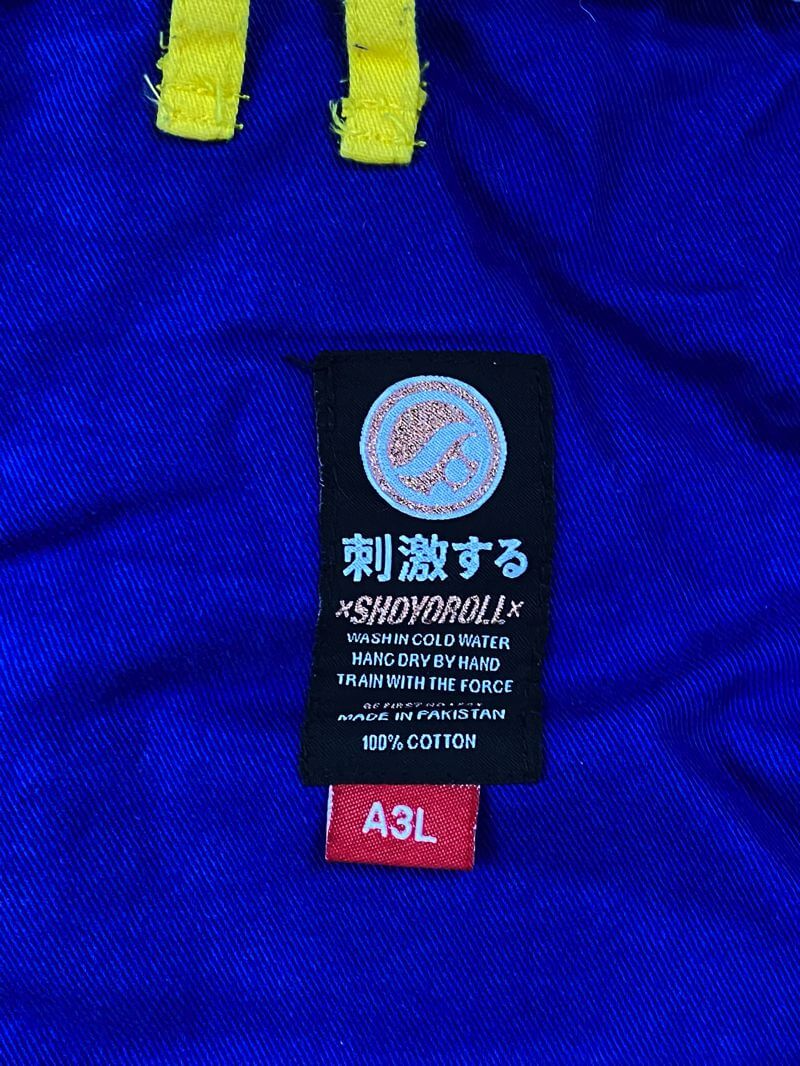 刺激する
×SHOYOROLL×
WASH IN COLD WATER
HANG DRY BY HAND
TRAIN WITH THE FORCE
MADE IN PAKISTAN
100% COTTON
A3L